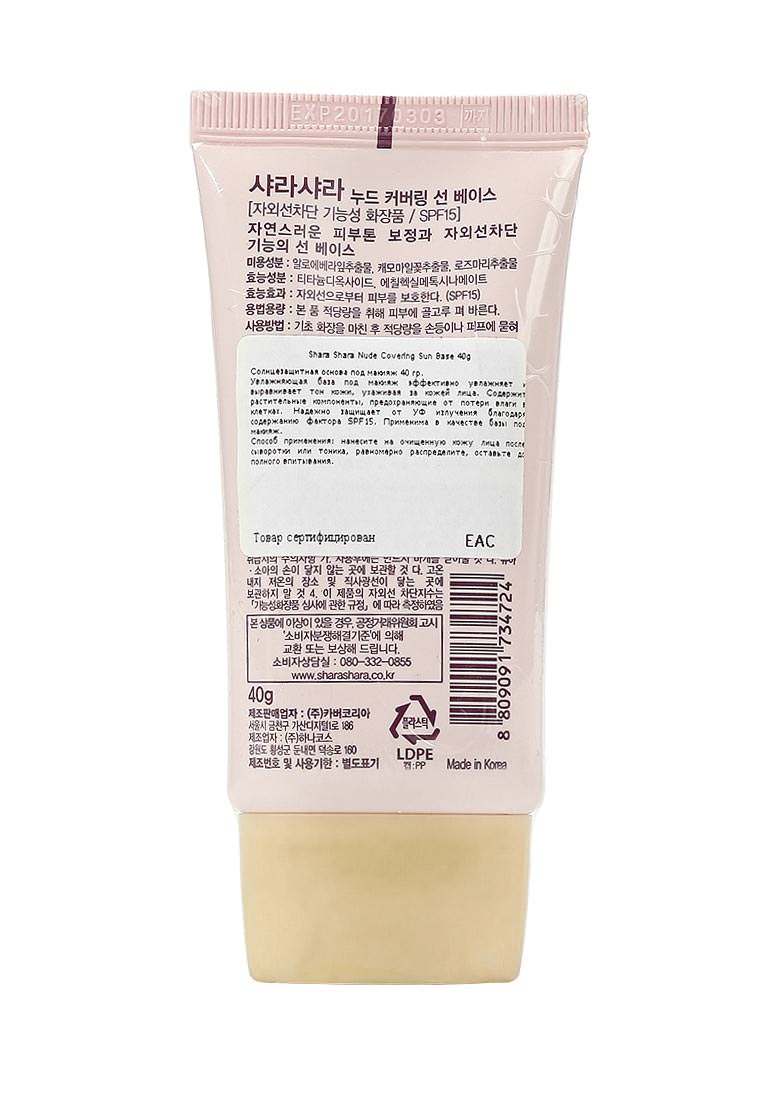 EXP20170303 까지
샤라샤라 누드 커버링 선 베이스
[자외선차단 기능성 화장품 / SPF15]
자연스러운 피부톤 보정과 자외선차단
기능의 선 베이스
미용성분 : 알로에베라잎추출물, 캐모마일꽃추출물, 로즈마리추출물
효능성분 : 티타늄디옥사이드, 에칠헥실메톡시나메이트
효능효과 : 자외선으로부터 피부를 보호한다. (SPF15)
용법용량 : 본 품 적당량을 취해 피부에 골고루 펴 바른다.
사용방법 : 기초 화장을 마친 후 적당량을 손등이나 퍼프에 묻혀
Shara Shara Nude Covering Sun Base 40g
Солнцезащитная основа под макияж 40 гр.
Увлажняющая база под макияж эффективно увлажняет и
выравнивает тон кожи, ухаживая за кожей лица. Содержит
растительные компоненты, предохраняющие от потери влаги в
клетках. Надежно защищает от УФ излучения благодаря
содержанию фактора SPF15. Применима в качестве базы под
макияж.
Способ применения: нанесите на очищенную кожу лица после
сыворотки или тоника, равномерно распределите, оставьте до
полного впитывания.
Товар сертифицирован EAC
· 소아의 손이 닿지 않는 곳에 보관할 것 다. 고온
내지 저온의 장소 및 직사광선이 닿는 곳에
보관하지 말 것 4. 이 제품의 자외선 차단지수는
「기능성화장품 심사에 관한 규정」에 따라 측정하였음
본 상품에 이상이 있을 경우, 공정거래위원회 고시
'소비자분쟁해결기준'에 의해
교환 또는 보상해 드립니다.
소비자상담실 : 080-332-0855
www.sharashara.co.kr
40g
제조판매업자 : (주)카버코리아
서울시 금천구 가산디지털1로 186
제조업자 : (주)하나코스
강원도 횡성군 둔내면 덕송로 160
제조번호 및 사용기한 : 별도표기
플라스틱
LDPE
캡:PP
Made in Korea
8 809091 734724